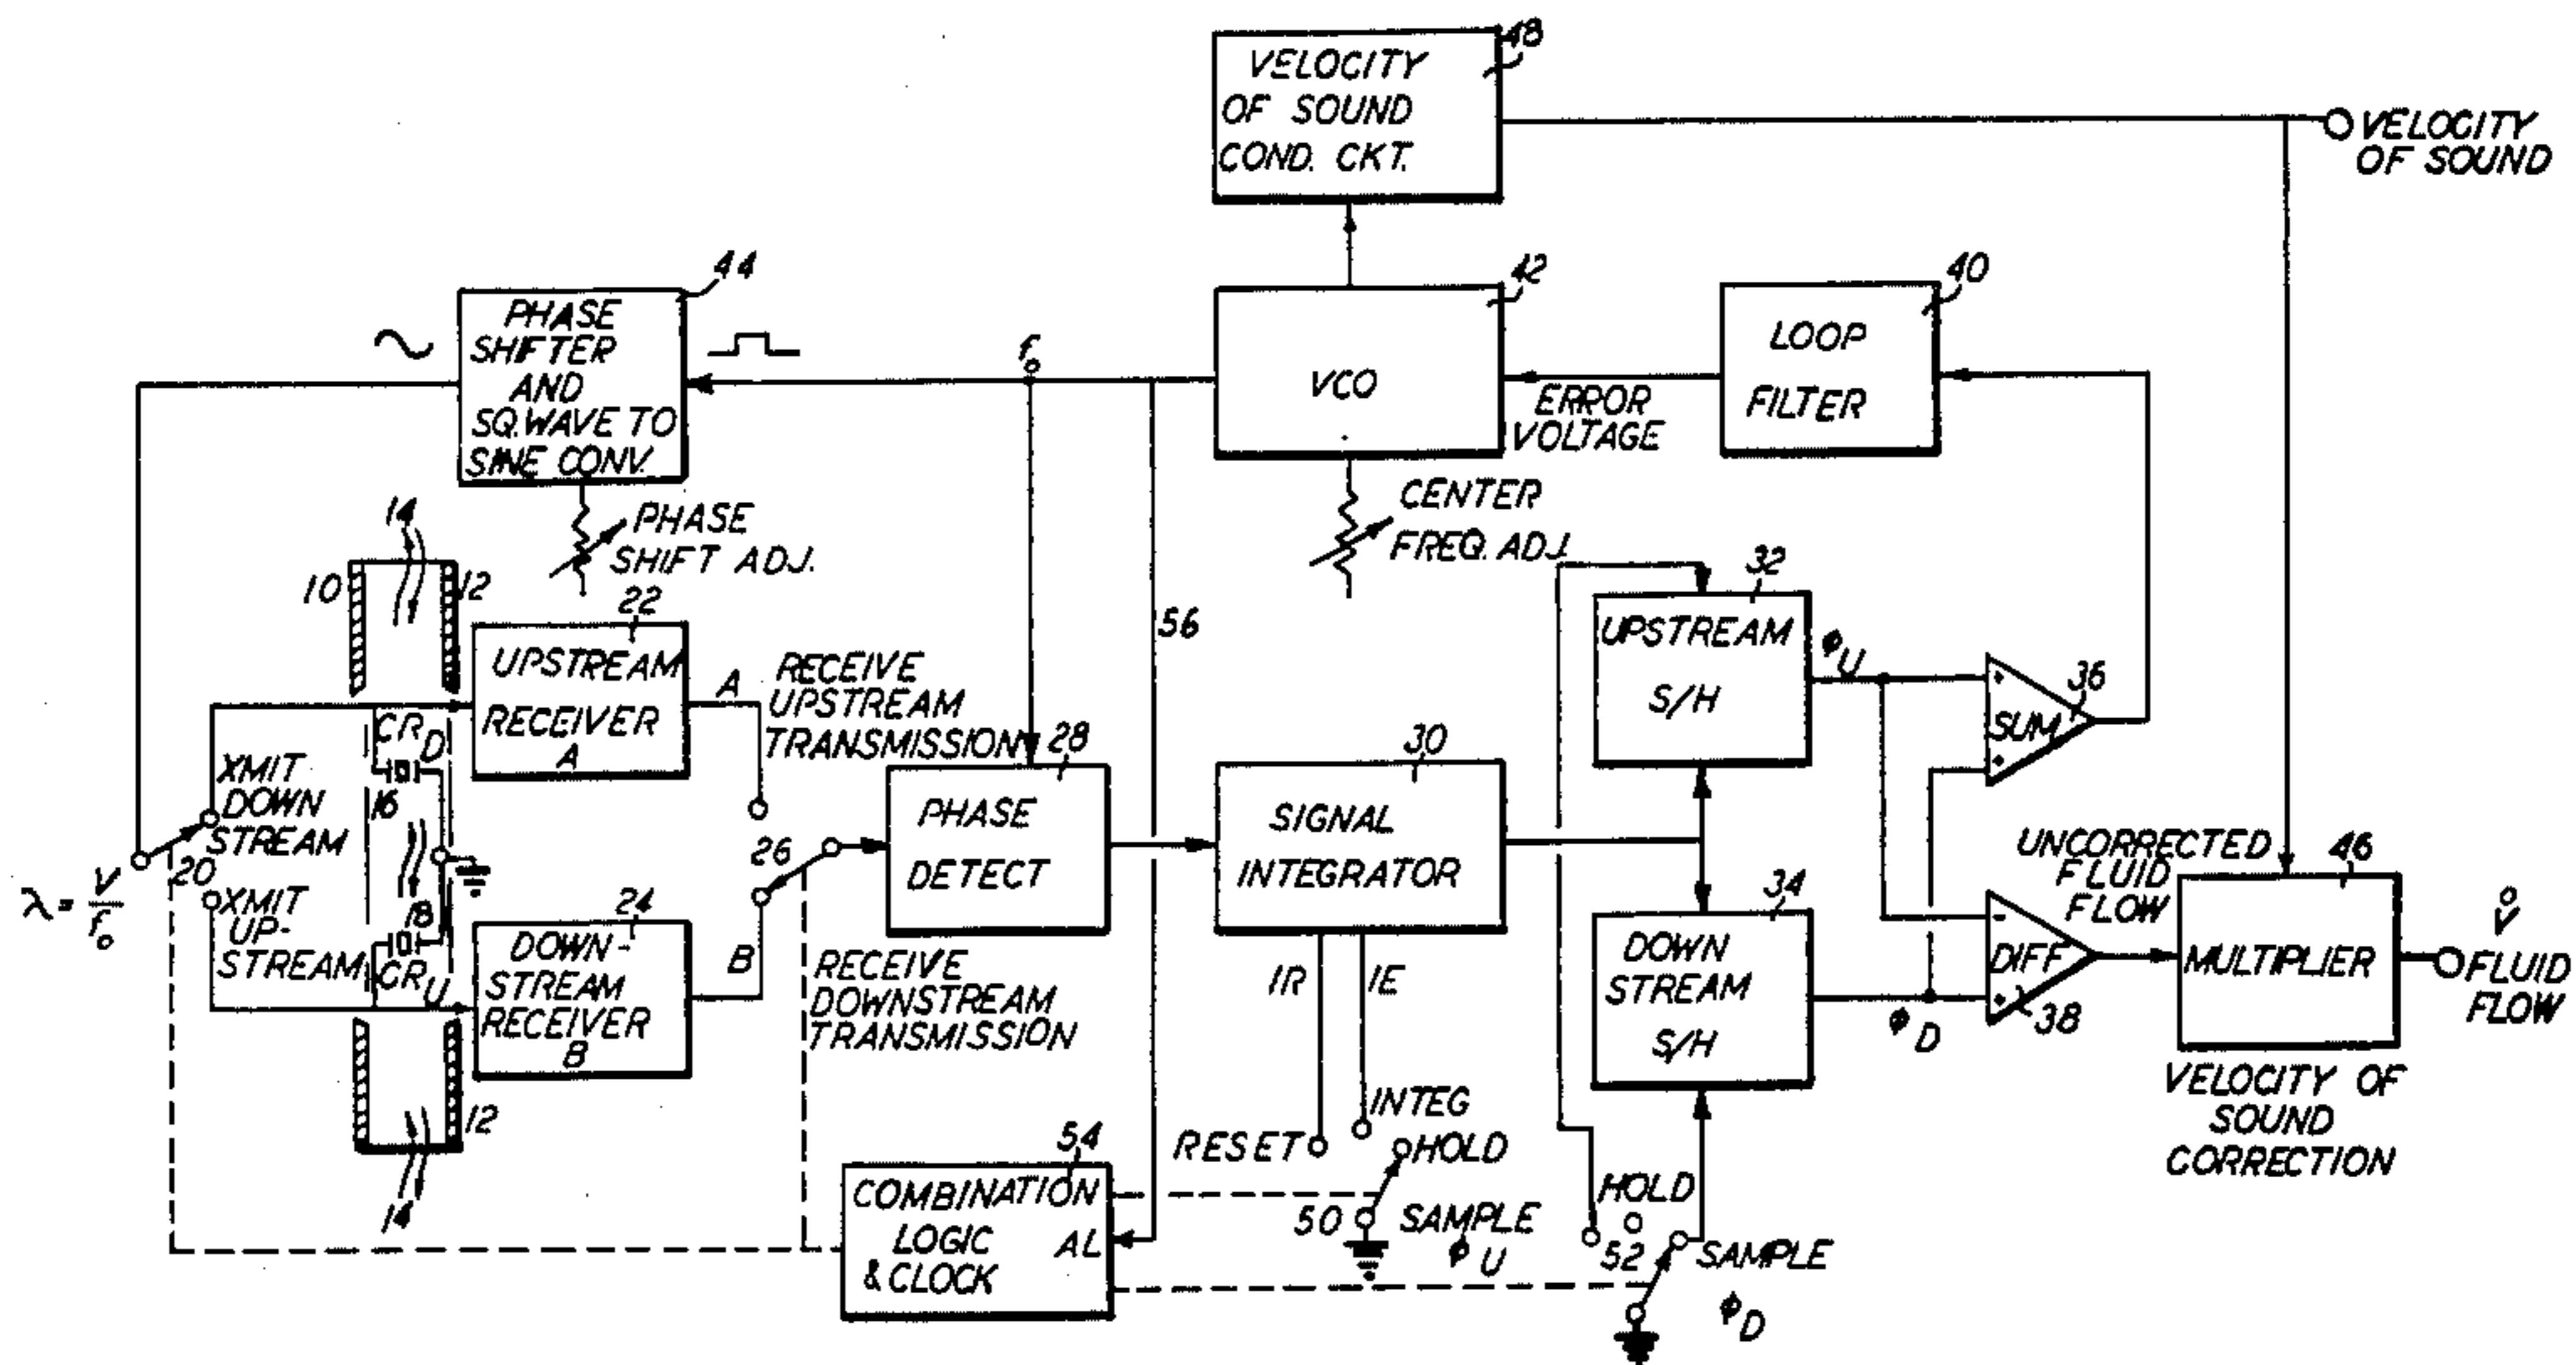 48
VELOCITY
OF SOUND
COND. CKT.
VELOCITY
OF SOUND
44
PHASE
SHIFTER
AND
SQ.WAVE TO
SINE CONV.
fo
42
VCO
ERROR
VOLTAGE
40
LOOP
FILTER
PHASE
SHIFT ADJ.
CENTER
FREQ. ADJ.
14
10
12
22
UPSTREAM
RECEIVER
A
A
RECEIVE
UPSTREAM
TRANSMISSION
56
32
UPSTREAM
S/H
ϕU
36
SUM
+
+
CRD
16
XMIT
DOWN
STREAM
20
λ = V/fo
XMIT
UP-
STREAM
18
CRU
24
DOWN-
STREAM
RECEIVER
B
B
26
RECEIVE
DOWNSTREAM
TRANSMISSION
28
PHASE
DETECT
30
SIGNAL
INTEGRATOR
34
DOWN
STREAM
S/H
ϕD
-
DIFF
+
38
UNCORRECTED
FLUID
FLOW
46
MULTIPLIER
V̊
FLUID
FLOW
VELOCITY OF
SOUND
CORRECTION
12
14
IR
IE
RESET
INTEG
HOLD
54
COMBINATION
LOGIC
& CLOCK
AL
50
SAMPLE
ϕU
HOLD
52
SAMPLE
ϕD